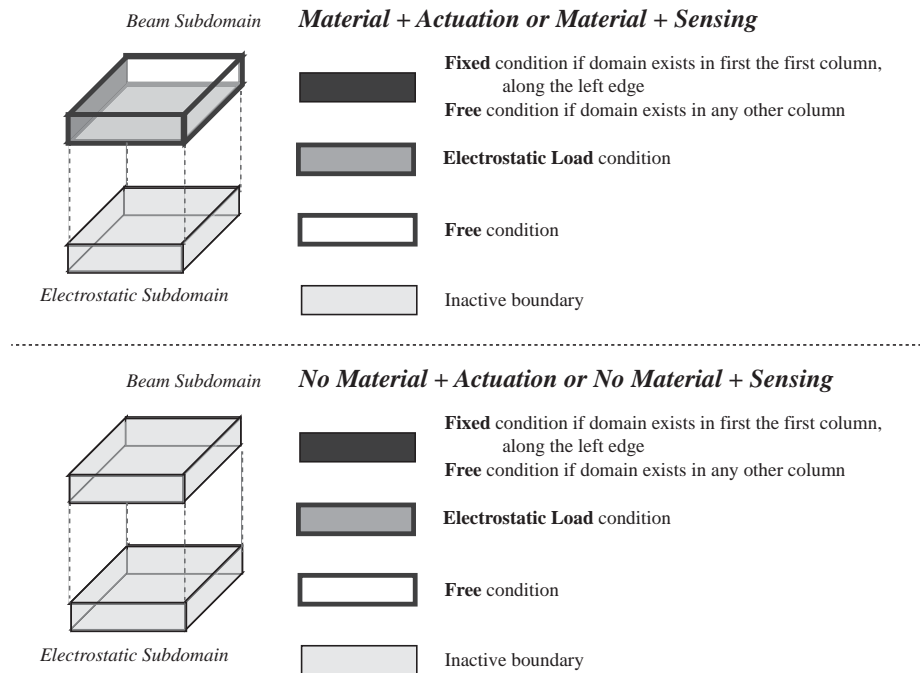 Beam Subdomain
Material + Actuation or Material + Sensing
Fixed condition if domain exists in first the first column,
along the left edge
Free condition if domain exists in any other column
Electrostatic Load condition
Free condition
Electrostatic Subdomain
Inactive boundary
Beam Subdomain
No Material + Actuation or No Material + Sensing
Fixed condition if domain exists in first the first column,
along the left edge
Free condition if domain exists in any other column
Electrostatic Load condition
Free condition
Electrostatic Subdomain
Inactive boundary